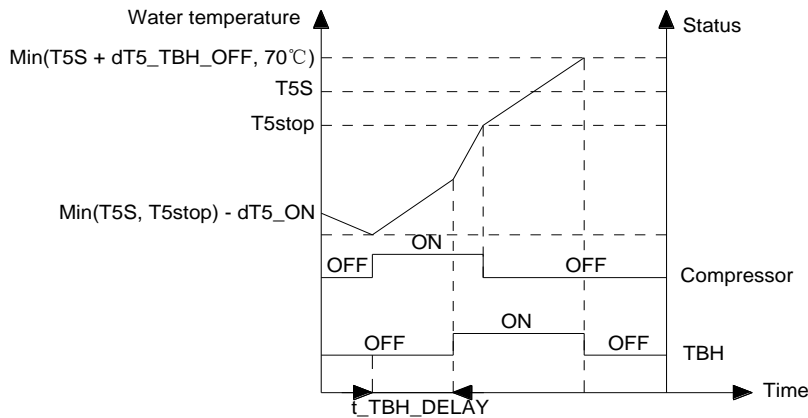 Water temperature
Status
Min(T5S + dT5_TBH_OFF, 70℃)
T5S
T5stop
Min(T5S, T5stop) - dT5_ON
ON
OFF
OFF
Compressor
ON
OFF
OFF
TBH
Time
t_TBH_DELAY